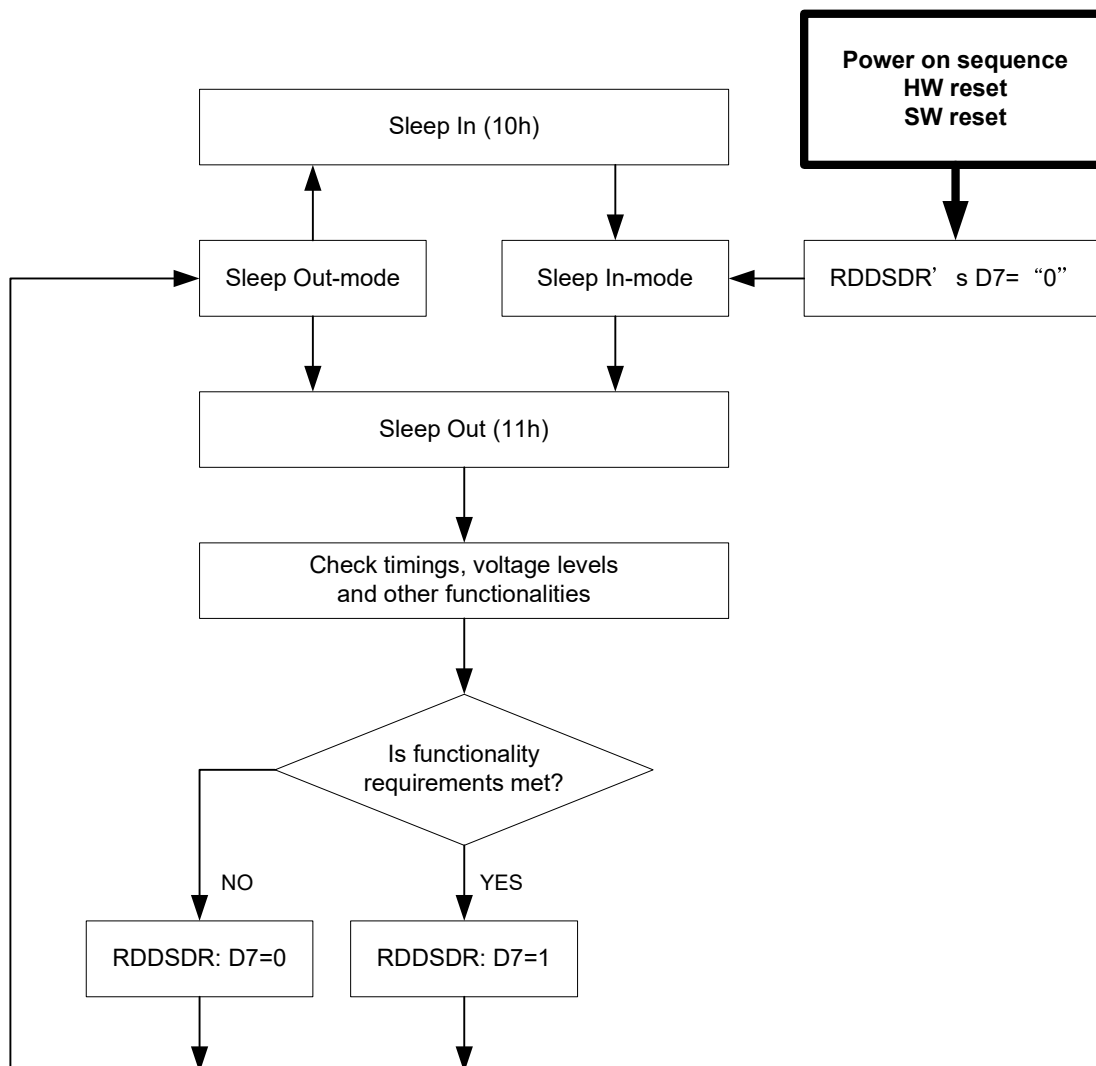 Power on sequence
HW reset
SW reset
Sleep In (10h)
Sleep Out-mode
Sleep In-mode
RDDSDR’ s D7= “0”
Sleep Out (11h)
Check timings, voltage levels
and other functionalities
Is functionality
requirements met?
NO
YES
RDDSDR: D7=0
RDDSDR: D7=1